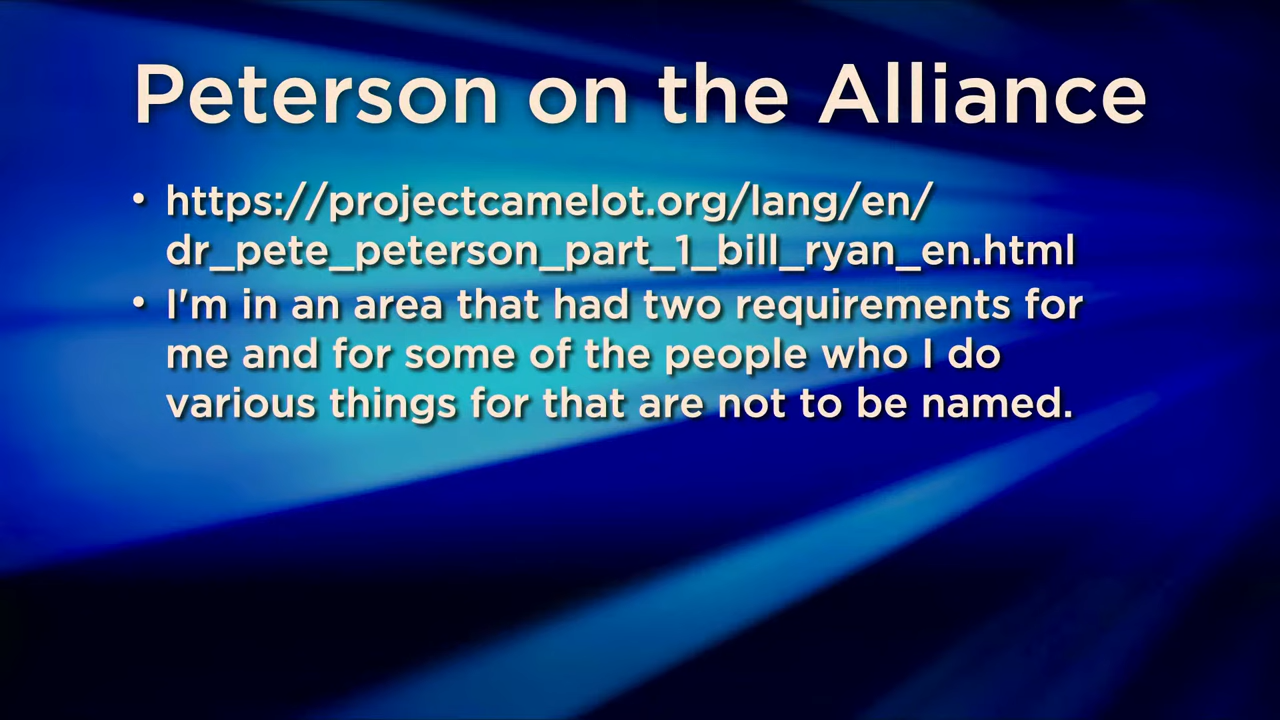 Peterson on the Alliance
• https://projectcamelot.org/lang/en/
dr_pete_peterson_part_1_bill_ryan_en.html
• I'm in an area that had two requirements for
me and for some of the people who I do
various things for that are not to be named.